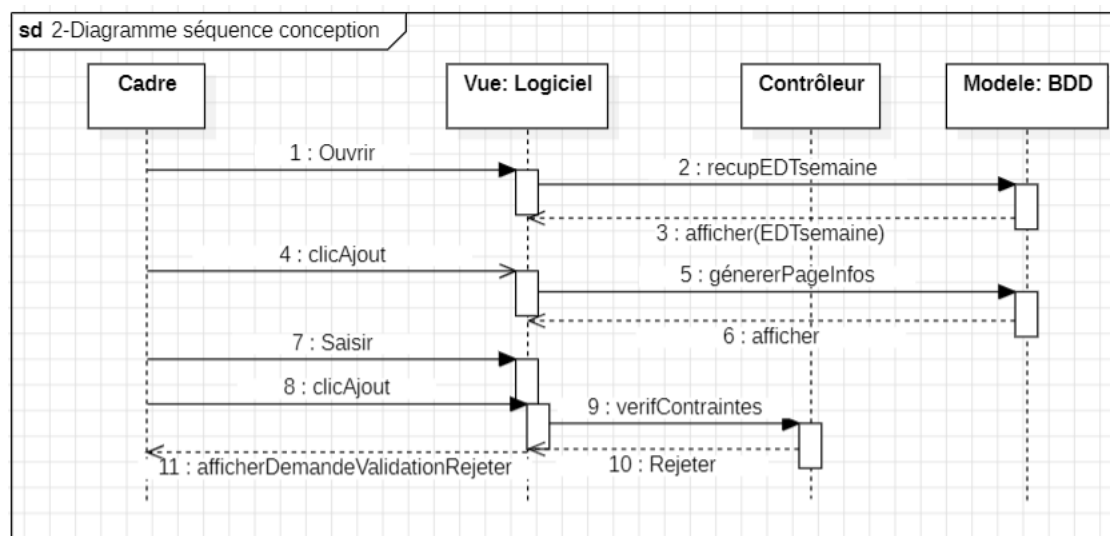 sd 2-Diagramme séquence conception
Cadre
Vue: Logiciel
Contrôleur
Modele: BDD
1 : Ouvrir
2 : recupEDTsemaine
3 : afficher(EDTsemaine)
4 : clicAjout
5 : génererPageInfos
6 : afficher
7 : Saisir
8 : clicAjout
9 : verifContraintes
10 : Rejeter
11 : afficherDemandeValidationRejeter